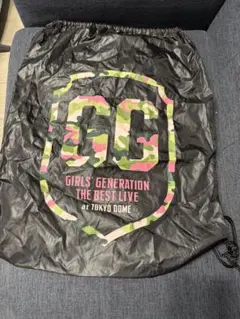 GG
GIRLS' GENERATION
THE BEST LIVE
at TOKYO DOME